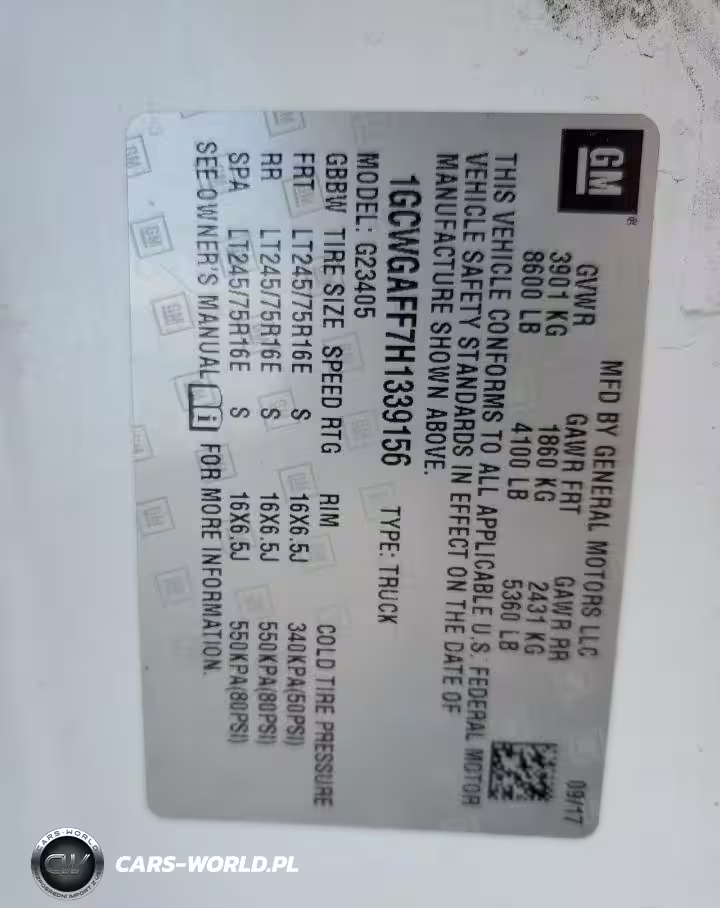 GM
MFD BY GENERAL MOTORS LLC 09/17
GVWR GAWR FRT GAWR RR
3901 KG 1860 KG 2431 KG
8600 LB 4100 LB 5360 LB
THIS VEHICLE CONFORMS TO ALL APPLICABLE U.S. FEDERAL MOTOR
VEHICLE SAFETY STANDARDS IN EFFECT ON THE DATE OF
MANUFACTURE SHOWN ABOVE.
1GCWGAFF7H1339156 TYPE: TRUCK
MODEL: G23405
GBBW TIRE SIZE SPEED RTG RIM COLD TIRE PRESSURE
FRT LT245/75R16E S 16X6.5J 340KPA(50PSI)
RR LT245/75R16E S 16X6.5J 550KPA(80PSI)
SPA LT245/75R16E S 16X6.5J 550KPA(80PSI)
SEE OWNER'S MANUAL i FOR MORE INFORMATION.
CARS-WORLD
CW
CARS-WORLD.PL